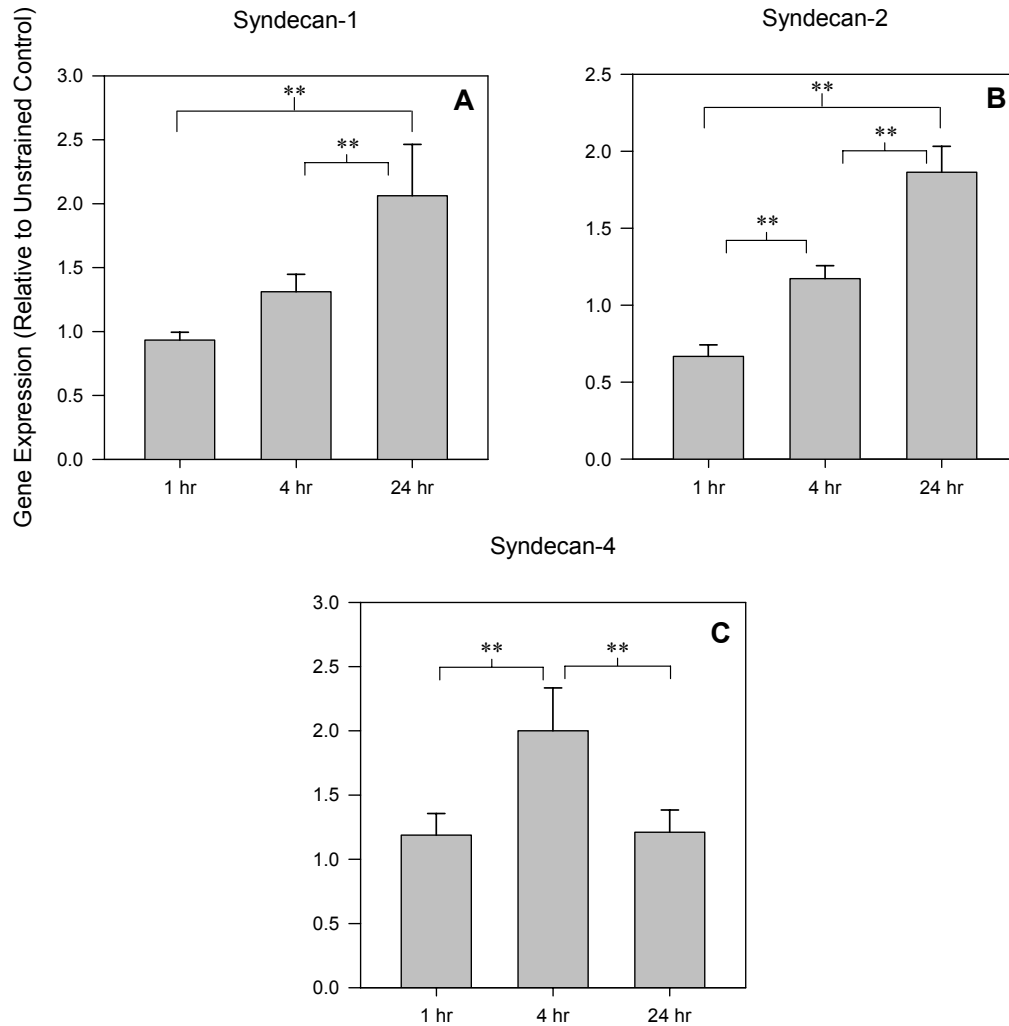 Syndecan-1
Gene Expression (Relative to Unstrained Control)
3.0
2.5
2.0
1.5
1.0
0.5
0.0
A
**
**
1 hr 4 hr 24 hr
Syndecan-2
2.5
2.0
1.5
1.0
0.5
0.0
B
**
**
**
1 hr 4 hr 24 hr
Syndecan-4
3.0
2.5
2.0
1.5
1.0
0.5
0.0
C
** **
1 hr 4 hr 24 hr